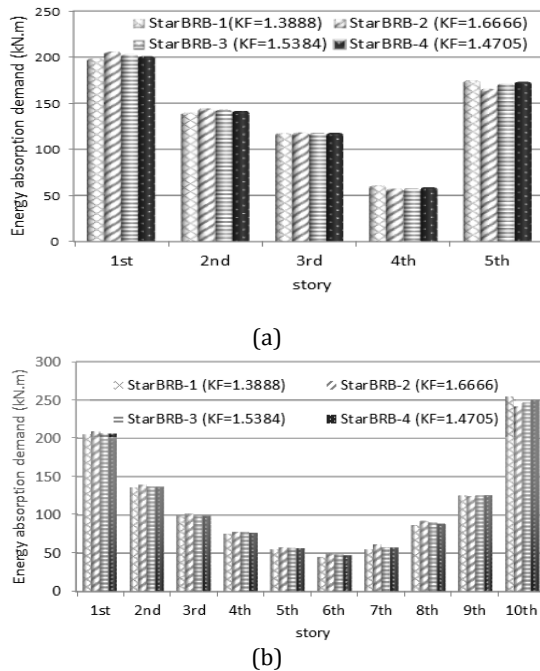 250
200
150
100
50
0
Energy absorption demand (kN.m)
StarBRB-1(KF=1.3888) StarBRB-2 (KF=1.6666)
StarBRB-3 (KF=1.5384) StarBRB-4 (KF=1.4705)
1st 2nd 3rd 4th 5th
story
(a)
300
250
200
150
100
50
0
Energy absorption demand (kN.m)
StarBRB-1 (KF=1.3888) StarBRB-2 (KF=1.6666)
StarBRB-3 (KF=1.5384) StarBRB-4 (KF=1.4705)
1st 2nd 3rd 4th 5th 6th 7th 8th 9th 10th
story
(b)